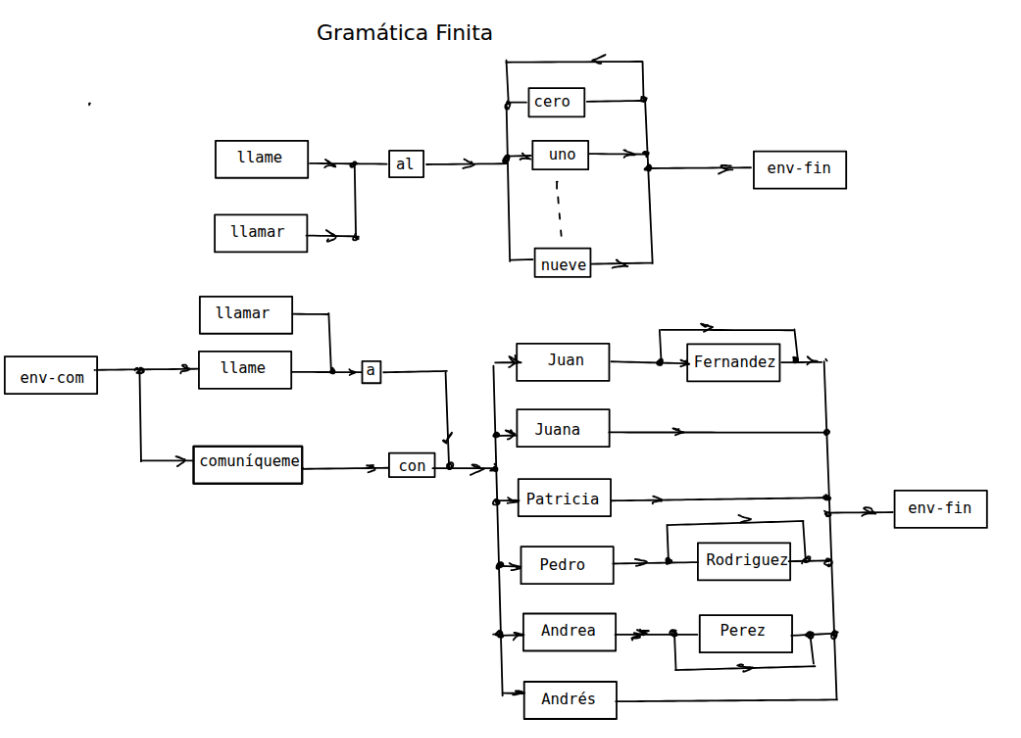 Gramática Finita
cero
llame
al
uno
env-fin
llamar
nueve
llamar
env-com
llame
a
Juan
Fernandez
Juana
comuníqueme
con
Patricia
env-fin
Pedro
Rodriguez
Andrea
Perez
Andrés